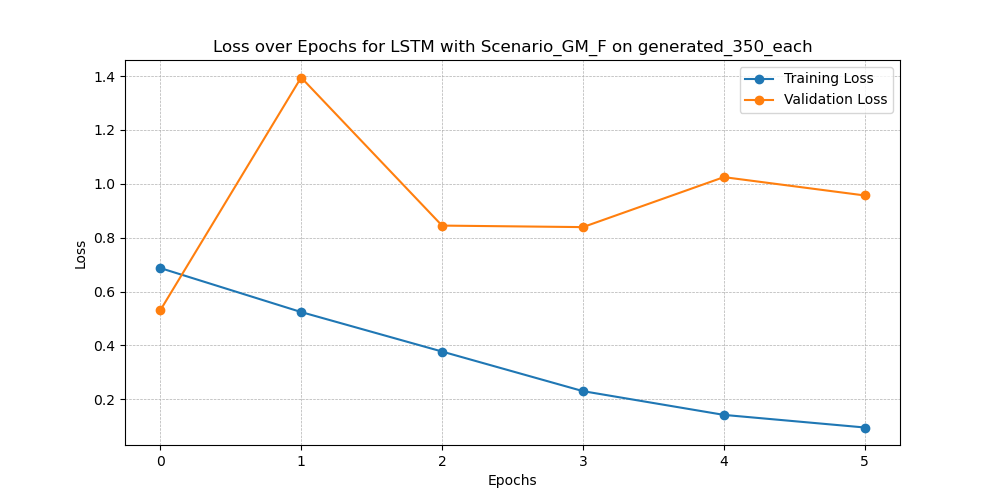 Loss over Epochs for LSTM with Scenario_GM_F on generated_350_each
Training Loss
Validation Loss
1.4
1.2
1.0
0.8
0.6
0.4
0.2
Loss
0 1 2 3 4 5
Epochs